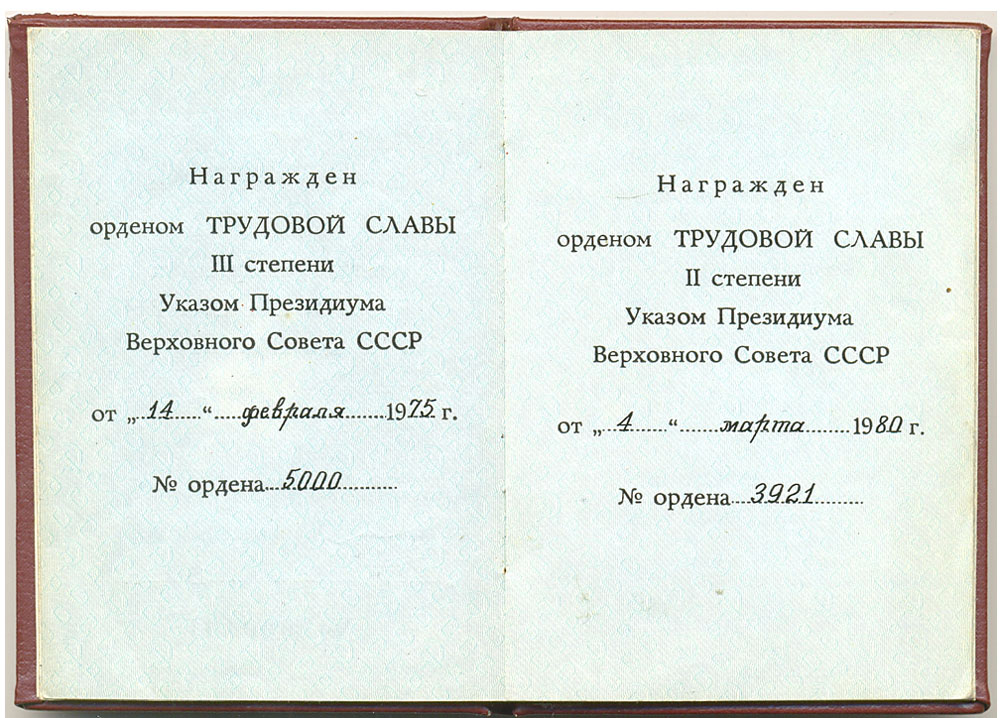 Награжден
орденом ТРУДОВОЙ СЛАВЫ
III степени
Указом Президиума
Верховного Совета СССР
от „14“ февраля 1975 г.
№ ордена 5000
Награжден
орденом ТРУДОВОЙ СЛАВЫ
II степени
Указом Президиума
Верховного Совета СССР
от „4“ марта 1980 г.
№ ордена 3921